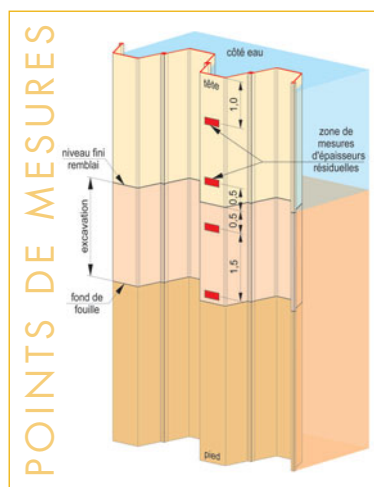 POINTS DE MESURES
côté eau
tête
1,0
niveau fini
remblai
zone de
mesures
d'épaisseurs
résiduelles
0,5
excavation
0,5
1,5
fond de
fouille
pied